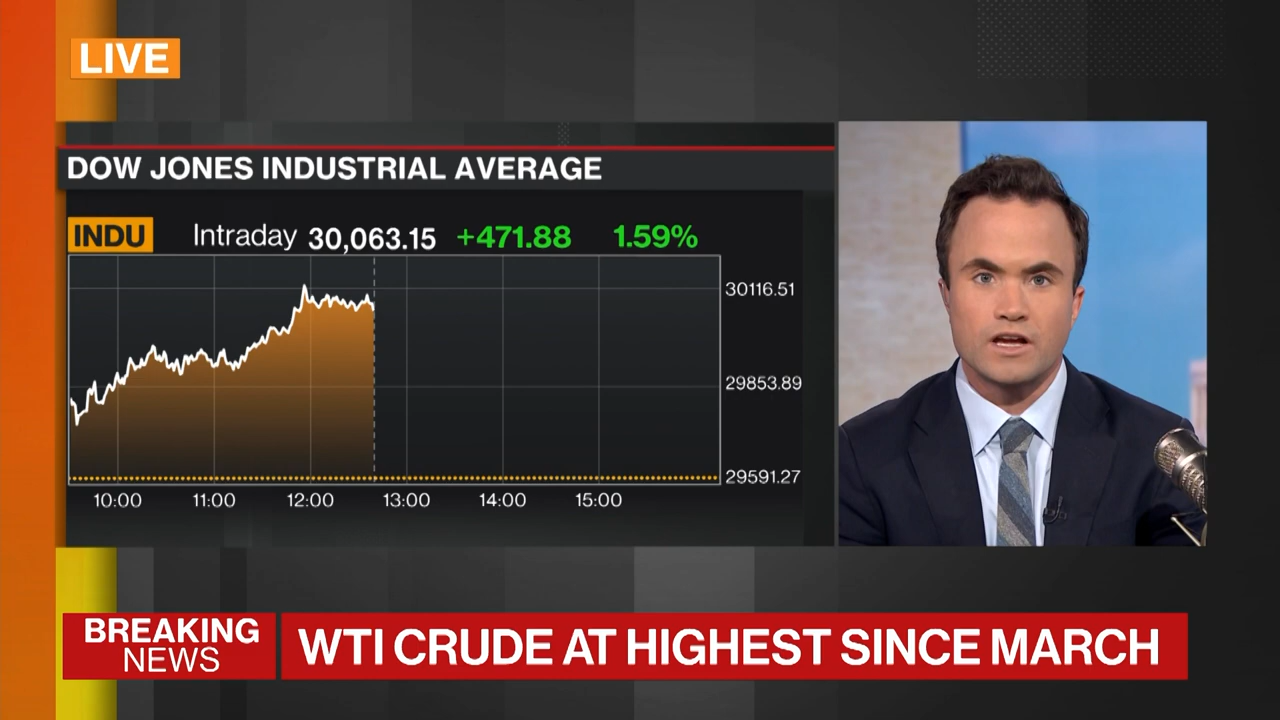 LIVE
DOW JONES INDUSTRIAL AVERAGE
INDU Intraday 30,063.15 +471.88 1.59%
30116.51
29853.89
29591.27
10:00 11:00 12:00 13:00 14:00 15:00
BREAKING
NEWS
WTI CRUDE AT HIGHEST SINCE MARCH